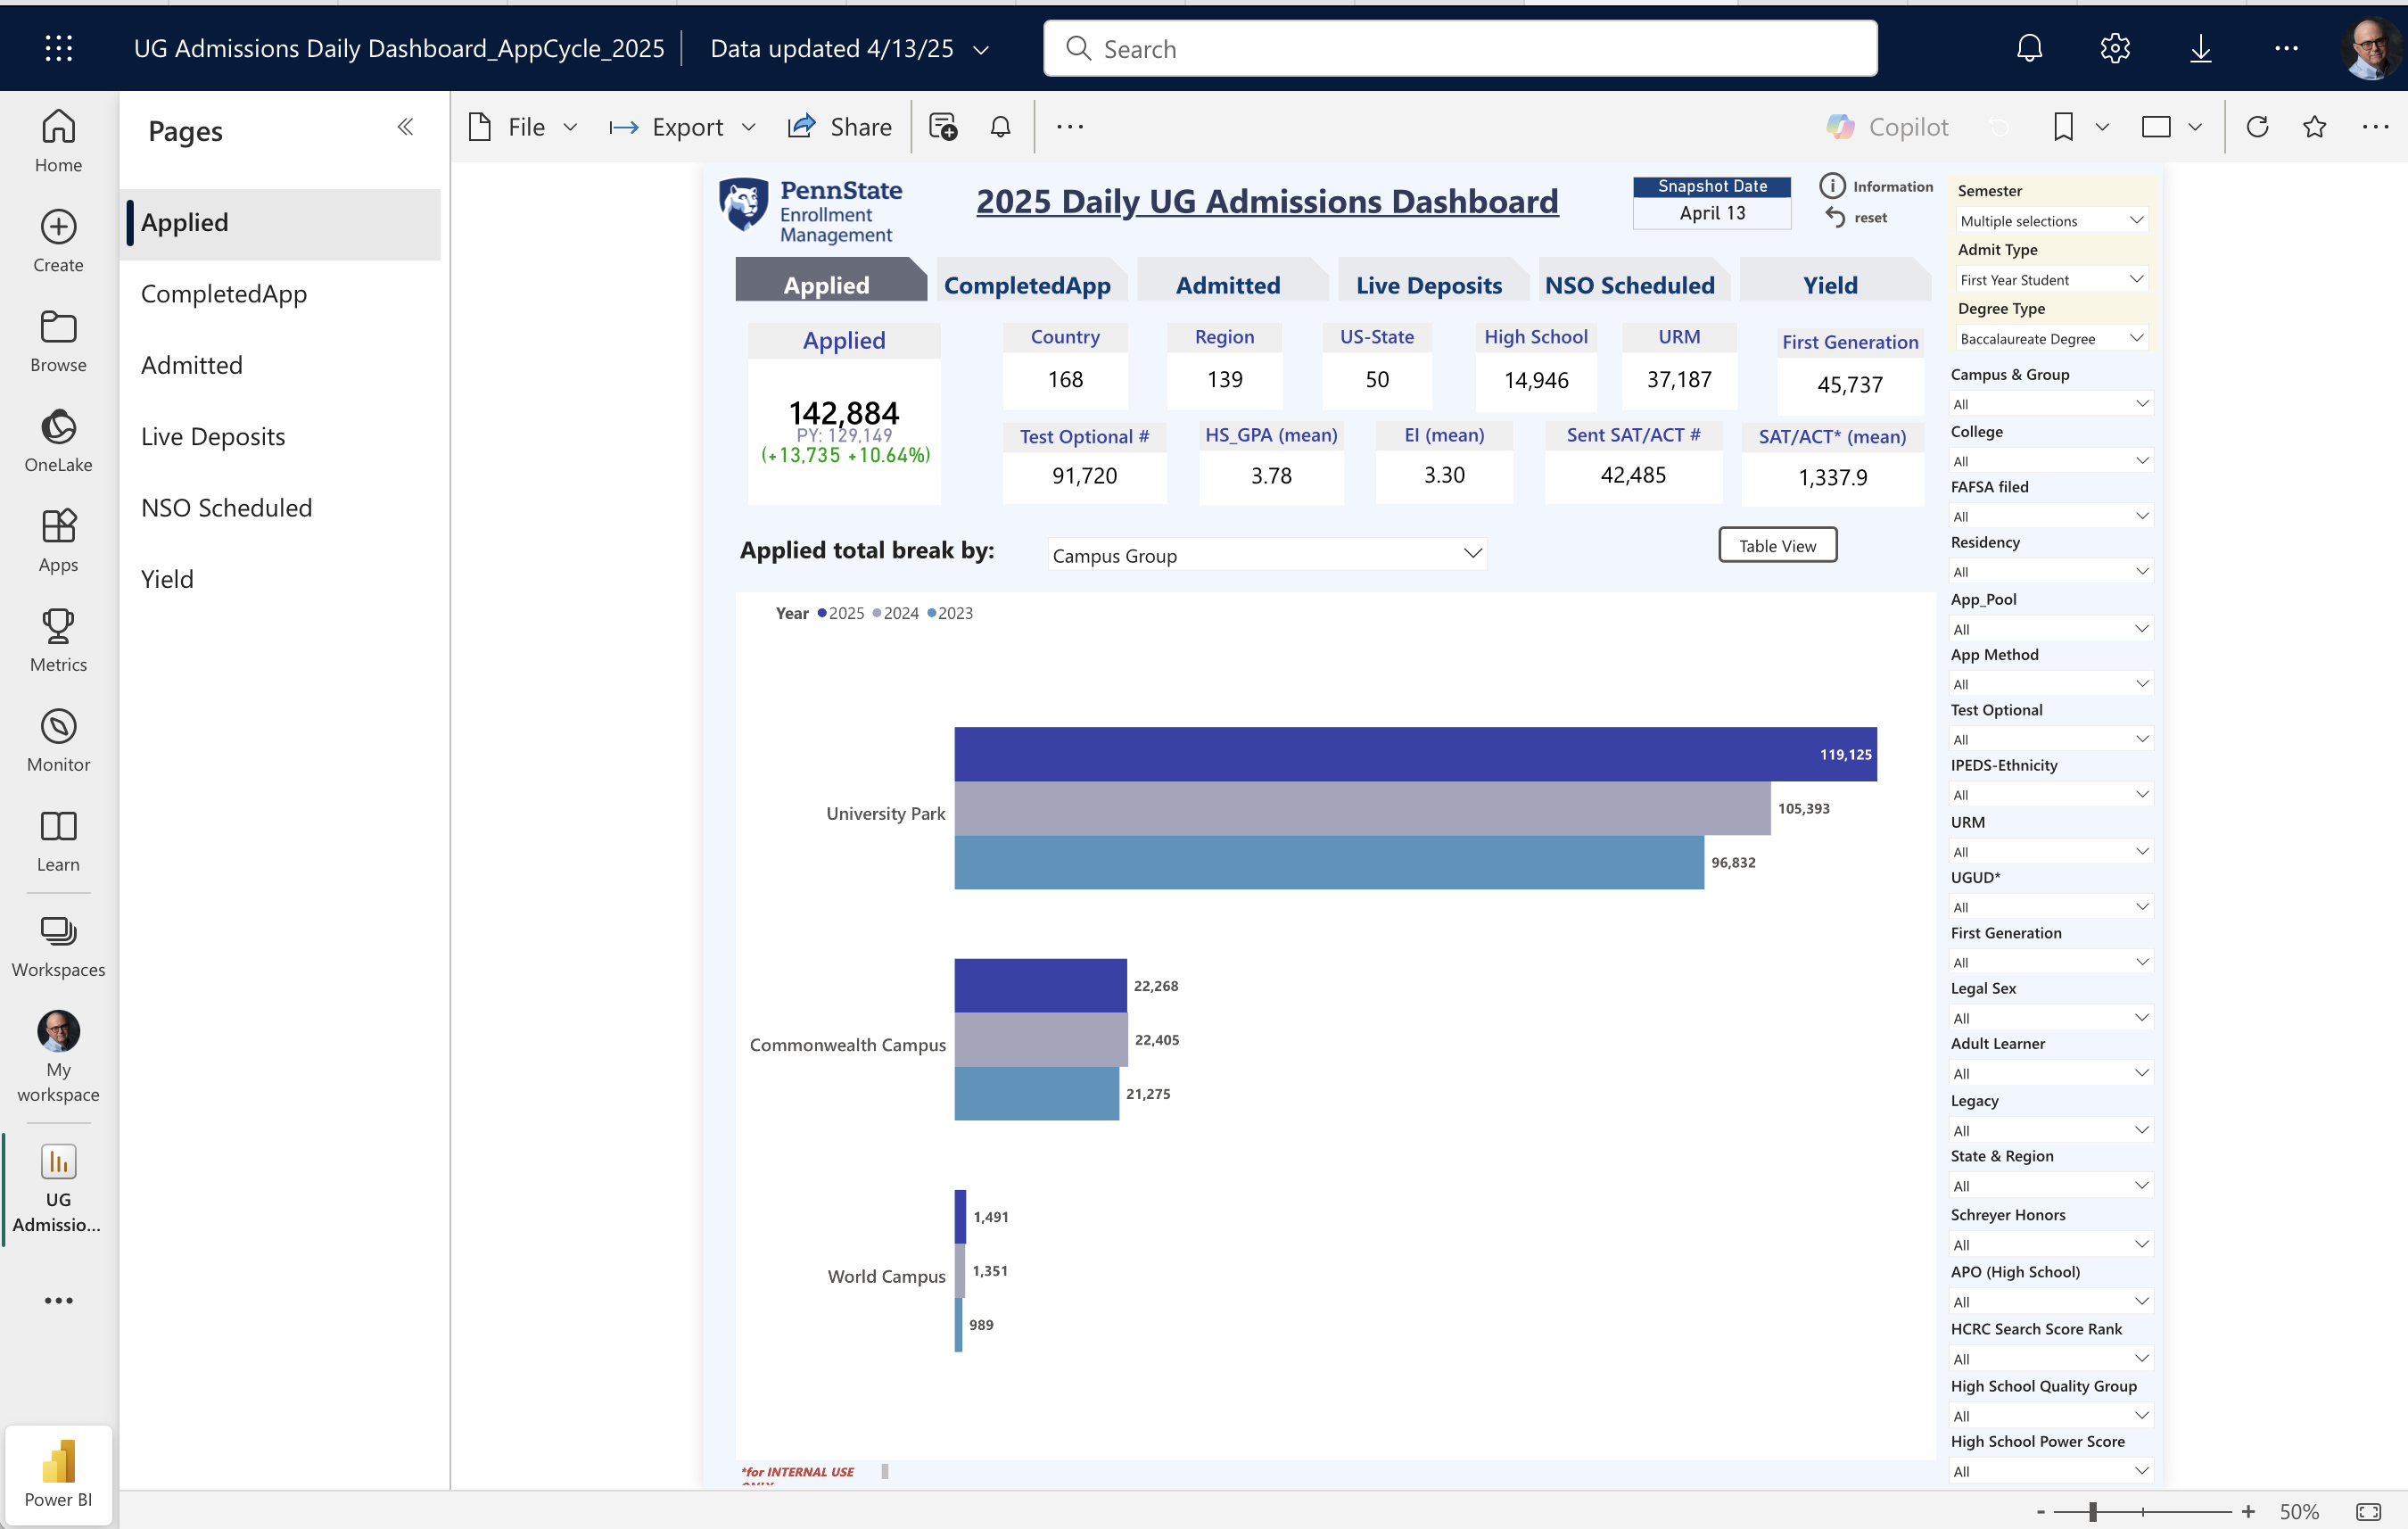 UG Admissions Daily Dashboard_AppCycle_2025
Data updated 4/13/25
Search
Home
Create
Browse
OneLake
Apps
Metrics
Monitor
Learn
Workspaces
My
workspace
UG
Admissio...
Power BI
Pages
Applied
CompletedApp
Admitted
Live Deposits
NSO Scheduled
Yield
File
Export
Share
Copilot
PennState
Enrollment
Management
2025 Daily UG Admissions Dashboard
Snapshot Date
April 13
Information
reset
Applied
CompletedApp
Admitted
Live Deposits
NSO Scheduled
Yield
Applied
142,884
PY: 129,149
(+13,735 +10.64%)
Country
168
Region
139
US-State
50
High School
14,946
URM
37,187
First Generation
45,737
Test Optional #
91,720
HS_GPA (mean)
3.78
EI (mean)
3.30
Sent SAT/ACT #
42,485
SAT/ACT* (mean)
1,337.9
Applied total break by:
Campus Group
Table View
Year 2025 2024 2023
119,125
University Park
105,393
96,832
22,268
Commonwealth Campus
22,405
21,275
1,491
World Campus
1,351
989
*for INTERNAL USE
ONLY
Semester
Multiple selections
Admit Type
First Year Student
Degree Type
Baccalaureate Degree
Campus & Group
All
College
All
FAFSA filed
All
Residency
All
App_Pool
All
App Method
All
Test Optional
All
IPEDS-Ethnicity
All
URM
All
UGUD*
All
First Generation
All
Legal Sex
All
Adult Learner
All
Legacy
All
State & Region
All
Schreyer Honors
All
APO (High School)
All
HCRC Search Score Rank
All
High School Quality Group
All
High School Power Score
All
- + 50%